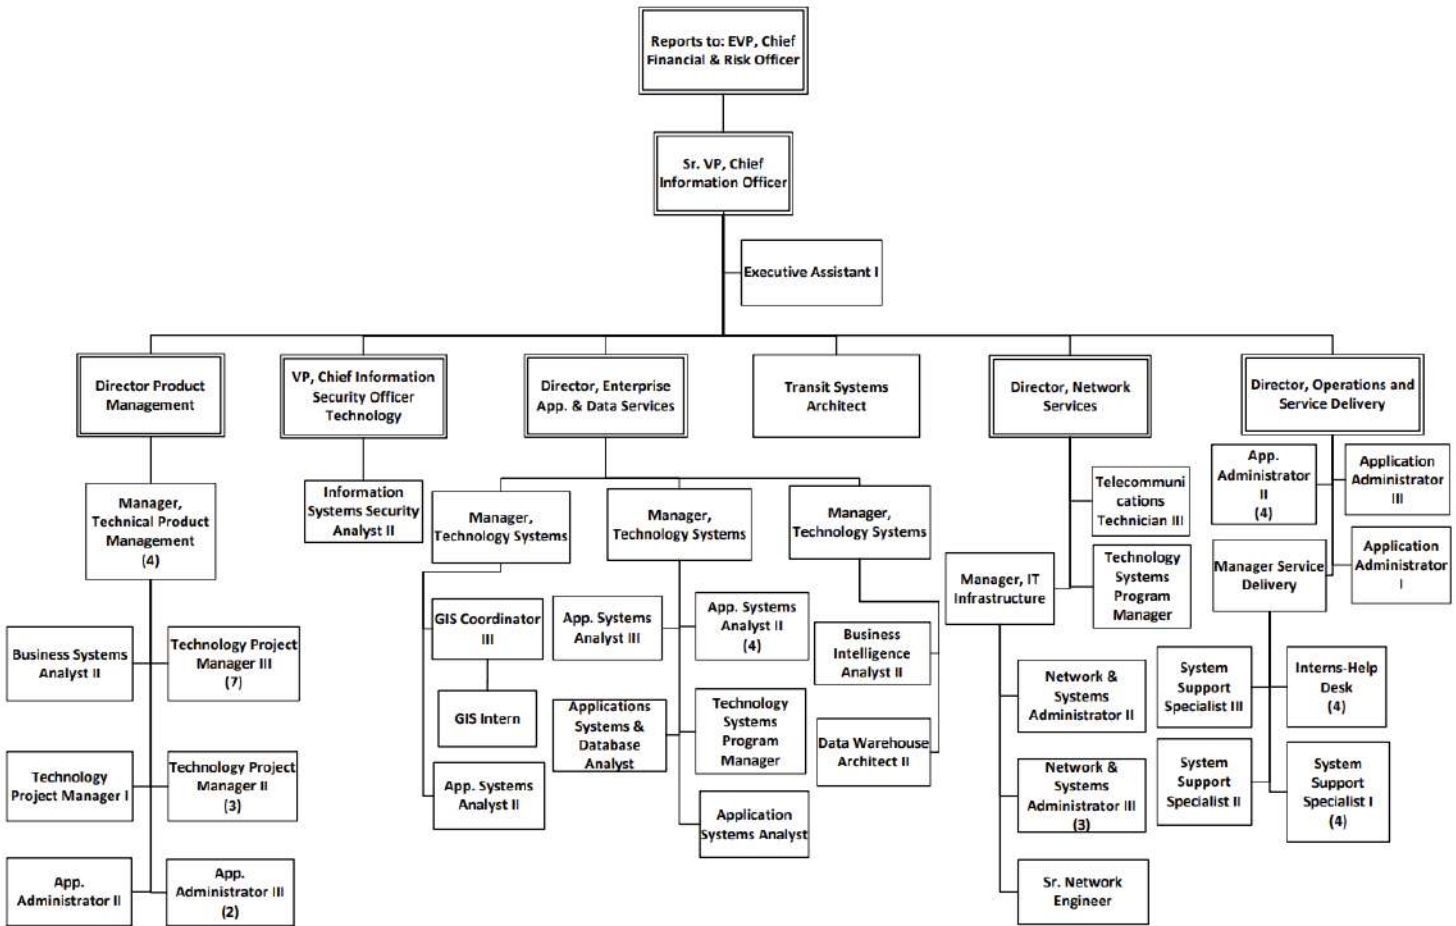 Reports to: EVP, Chief
Financial & Risk Officer
Sr. VP, Chief
Information Officer
Executive Assistant I
Director Product
Management
VP, Chief Information
Security Officer
Technology
Director, Enterprise
App. & Data Services
Transit Systems
Architect
Director, Network
Services
Director, Operations and
Service Delivery
Manager,
Technical Product
Management
(4)
Business Systems
Analyst II
Technology Project
Manager III
(7)
Technology
Project Manager I
Technology Project
Manager II
(3)
App.
Administrator II
App.
Administrator III
(2)
Information
Systems Security
Analyst II
Manager,
Technology Systems
GIS Coordinator
III
GIS Intern
App. Systems
Analyst II
Manager,
Technology Systems
App. Systems
Analyst III
App. Systems
Analyst II
(4)
Applications
Systems &
Database
Analyst
Technology
Systems
Program
Manager
Application
Systems Analyst
Manager,
Technology Systems
Business
Intelligence
Analyst II
Data Warehouse
Architect II
Telecommuni
cations
Technician III
Manager, IT
Infrastructure
Technology
Systems
Program
Manager
Network &
Systems
Administrator II
Network &
Systems
Administrator III
(3)
Sr. Network
Engineer
App.
Administrator
II
(4)
Application
Administrator
III
Manager Service
Delivery
Application
Administrator
I
System
Support
Specialist III
Interns-Help
Desk
(4)
System
Support
Specialist II
System
Support
Specialist I
(4)